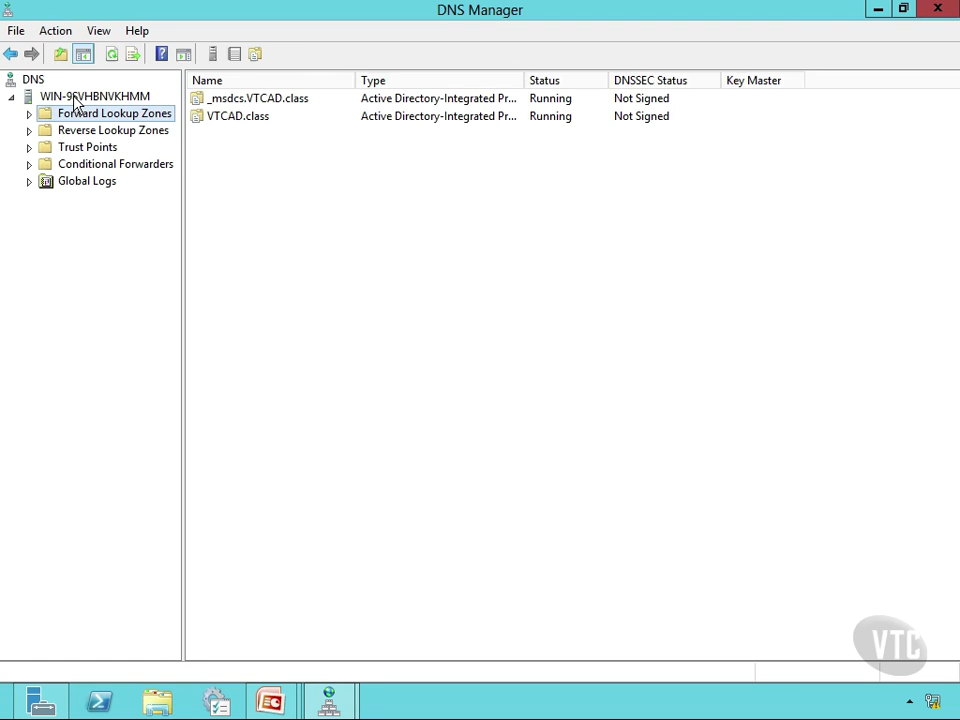 DNS Manager
File Action View Help
DNS
Name Type Status DNSSEC Status Key Master
Forward Lookup Zones
_msdcs.VTCAD.class Active Directory-Integrated Pr... Running Not Signed
VTCAD.class Active Directory-Integrated Pr... Running Not Signed
Reverse Lookup Zones
Trust Points
Conditional Forwarders
Global Logs
VTC